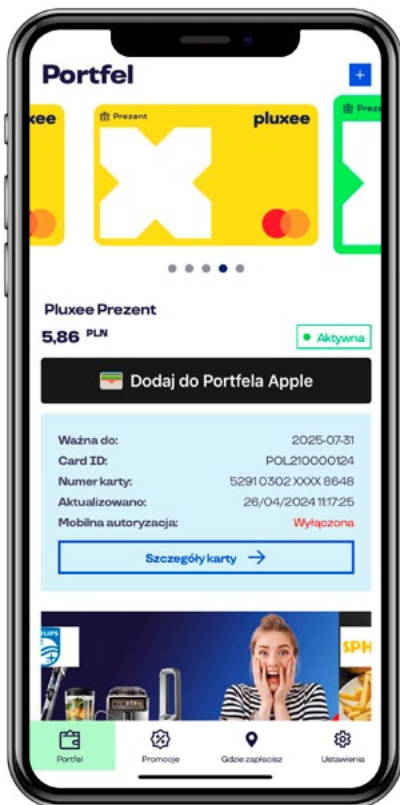 Portfel
+
xee
Prezent
pluxee
Preze
Pluxee Prezent
5,86 PLN
Aktywna
Dodaj do Portfela Apple
Ważna do: 2025-07-31
Card ID: POL210000124
Numer karty: 5291 0302 XXXX 8648
Aktualizowano: 26/04/2024 11:17:25
Mobilna autoryzacja: Wyłączona
Szczegóły karty →
PHILIPS
SPH
Portfel
Promocje
Gdzie zapłacisz
Ustawienia